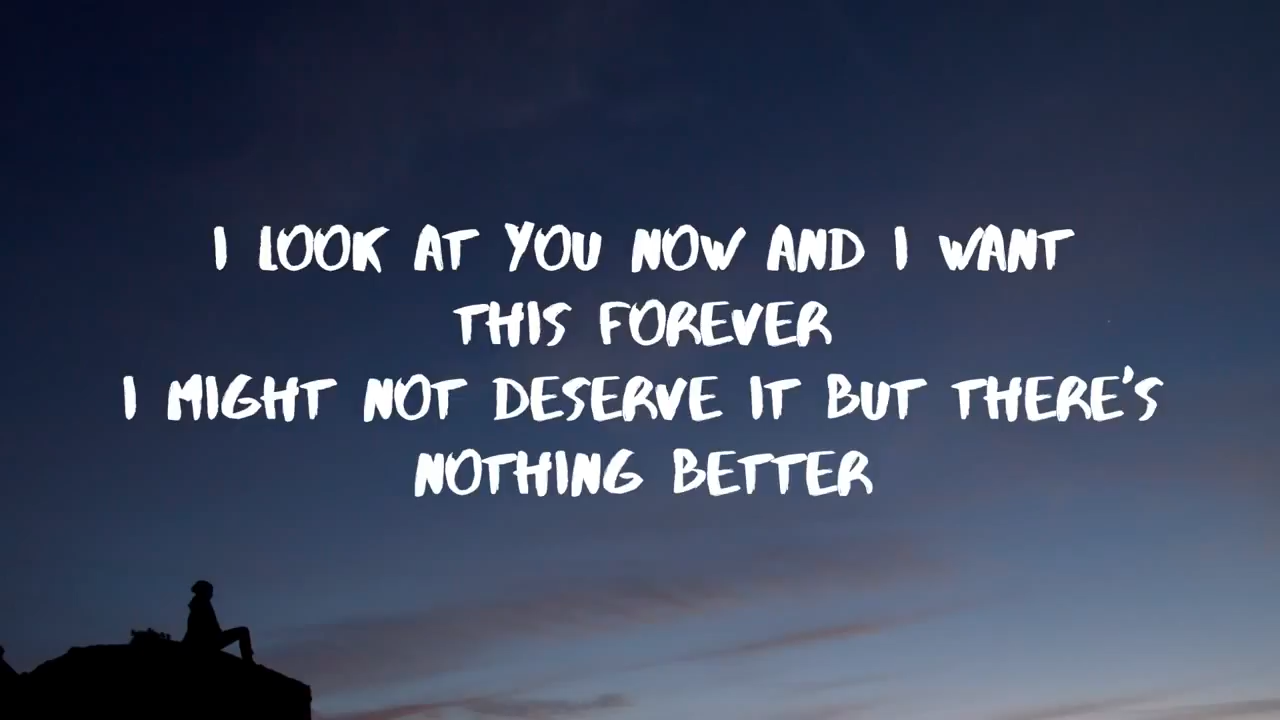 I LOOK AT YOU NOW AND I WANT
THIS FOREVER
I MIGHT NOT DESERVE IT BUT THERE'S
NOTHING BETTER